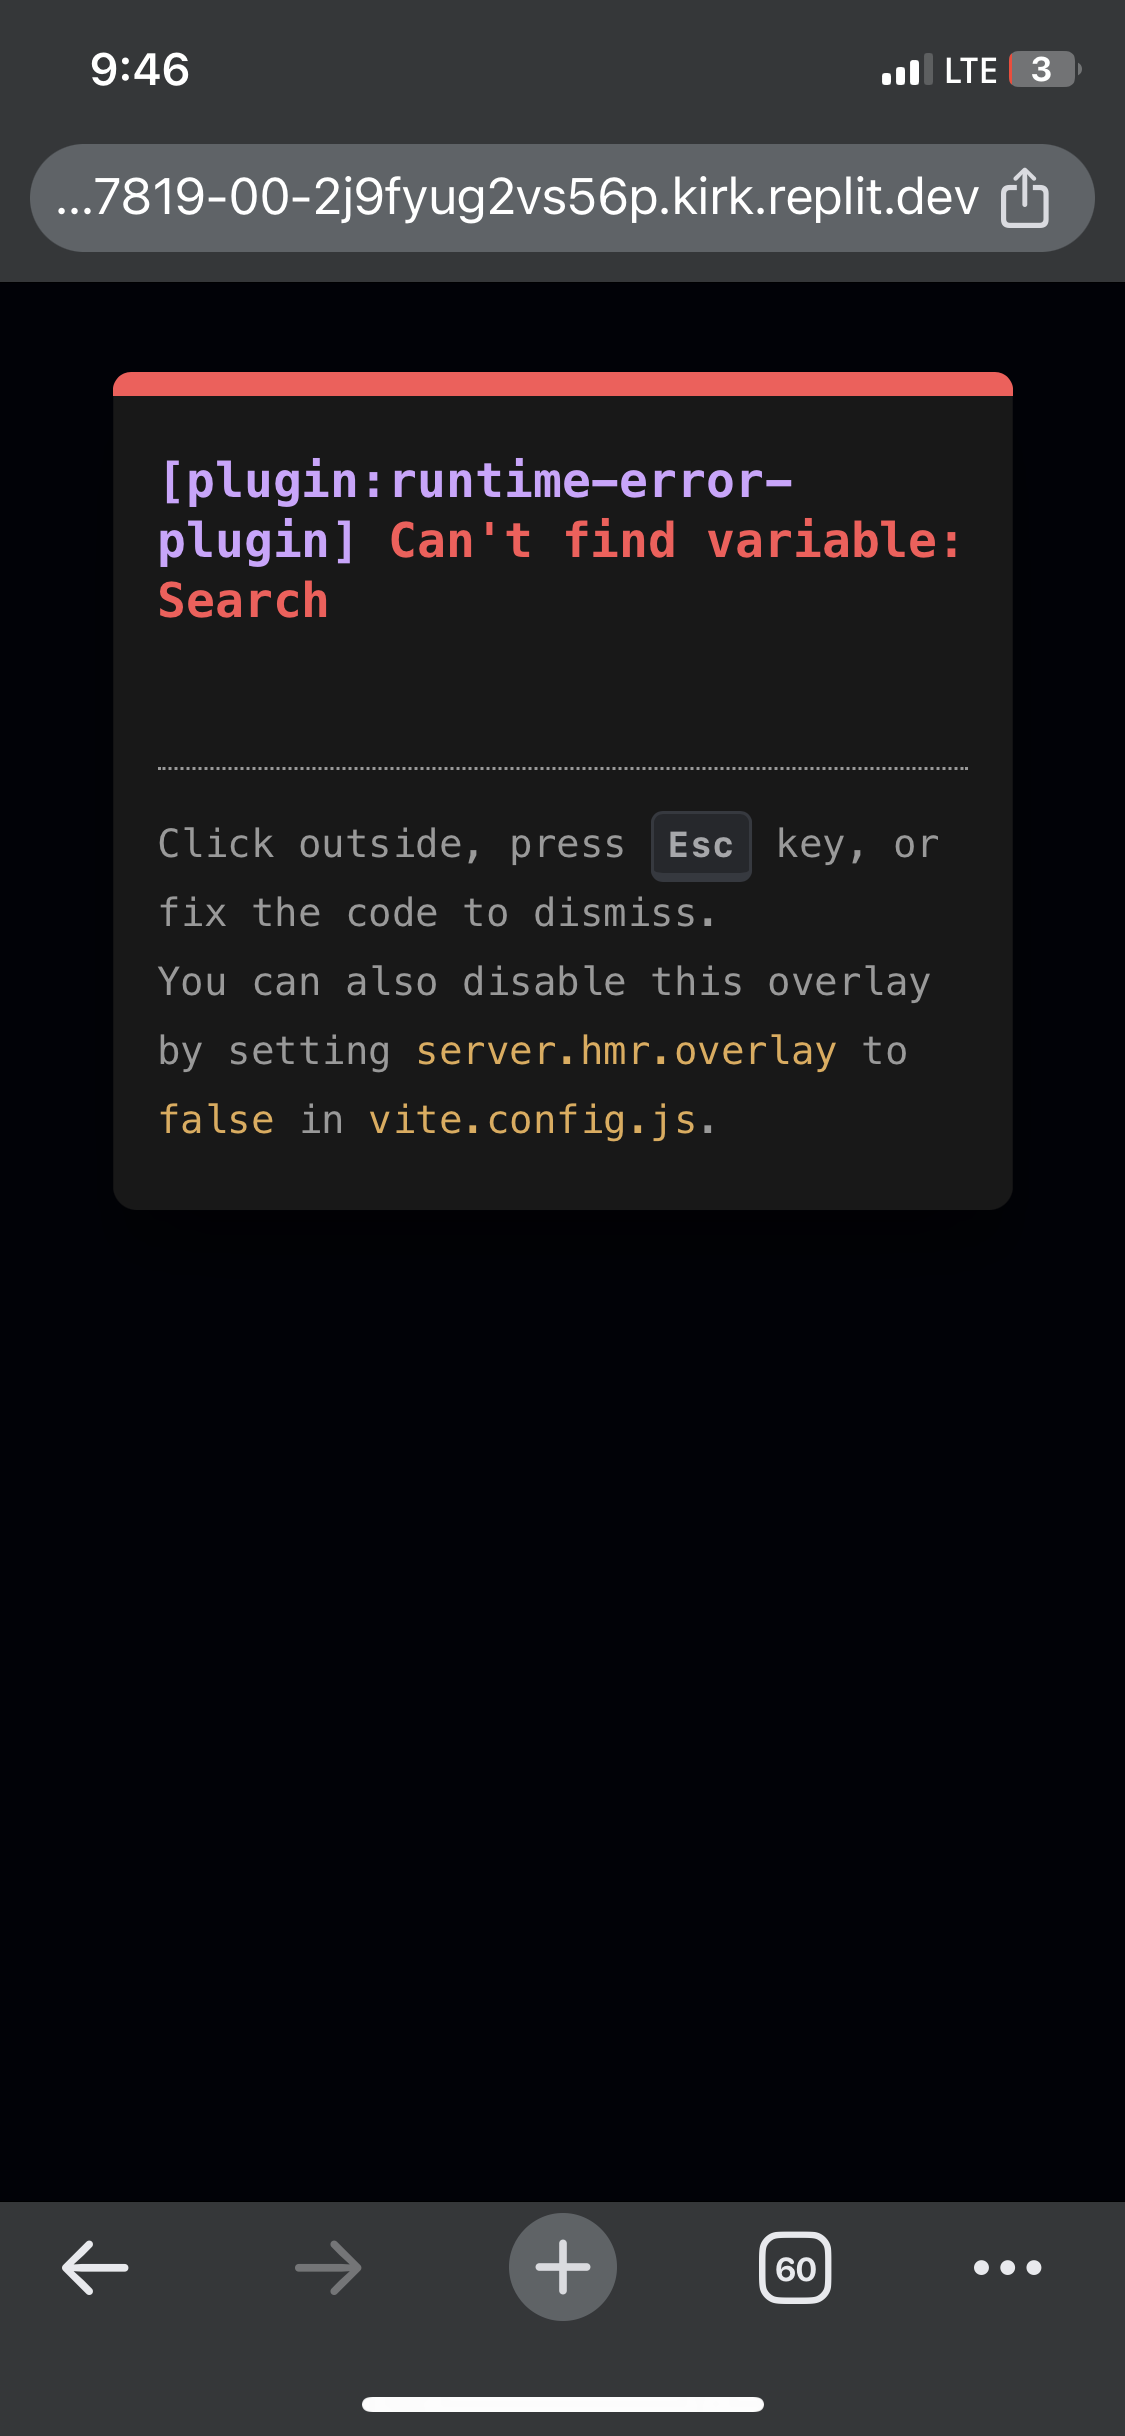 9:46
LTE 3
...7819-00-2j9fyug2vs56p.kirk.replit.dev
[plugin:runtime-error-
plugin] Can't find variable:
Search
Click outside, press Esc key, or
fix the code to dismiss.
You can also disable this overlay
by setting server.hmr.overlay to
false in vite.config.js.
60